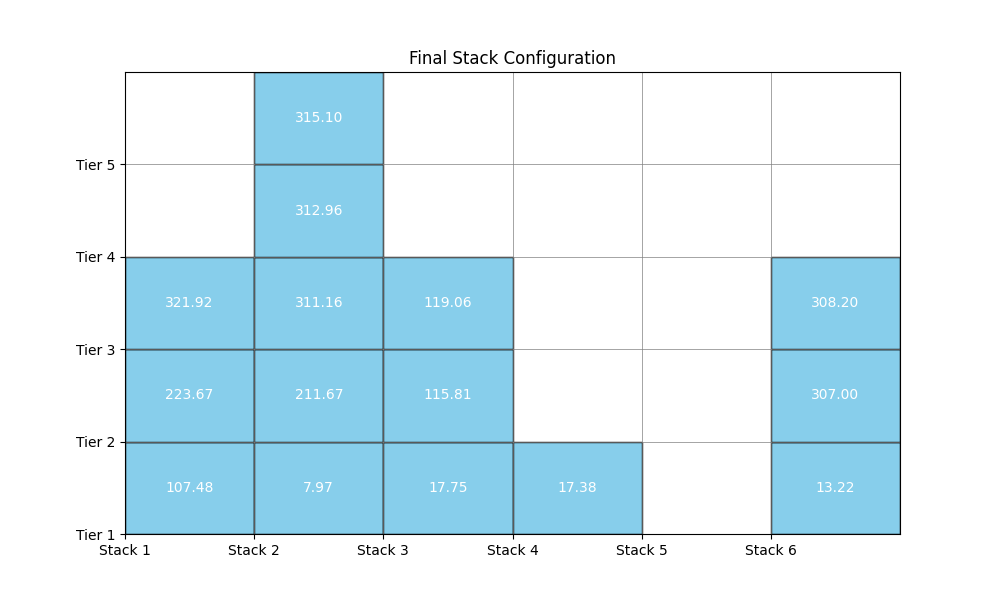 Final Stack Configuration
315.10
Tier 5
312.96
Tier 4
321.92 311.16 119.06 308.20
Tier 3
223.67 211.67 115.81 307.00
Tier 2
107.48 7.97 17.75 17.38 13.22
Tier 1
Stack 1 Stack 2 Stack 3 Stack 4 Stack 5 Stack 6